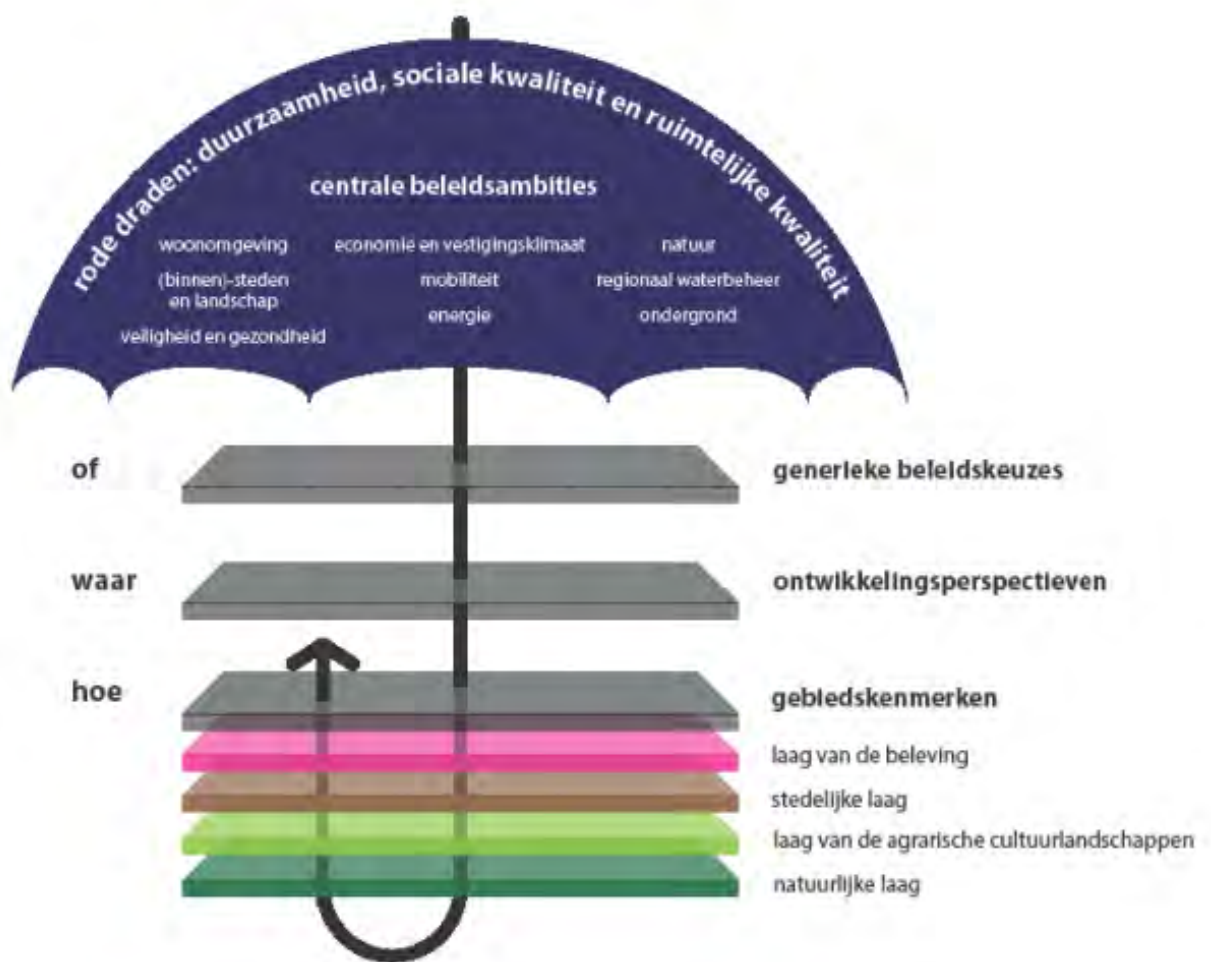 rode draden: duurzaamheid, sociale kwaliteit en ruimtelijke kwaliteit
centrale beleidsambities
woonomgeving
(binnen)-steden
en landschap
veiligheid en gezondheid
economie en vestigingsklimaat
mobiliteit
energie
natuur
regionaal waterbeheer
ondergrond
of
generieke beleidskeuzes
waar
ontwikkelingsperspectieven
hoe
gebiedskenmerken
laag van de beleving
stedelijke laag
laag van de agrarische cultuurlandschappen
natuurlijke laag